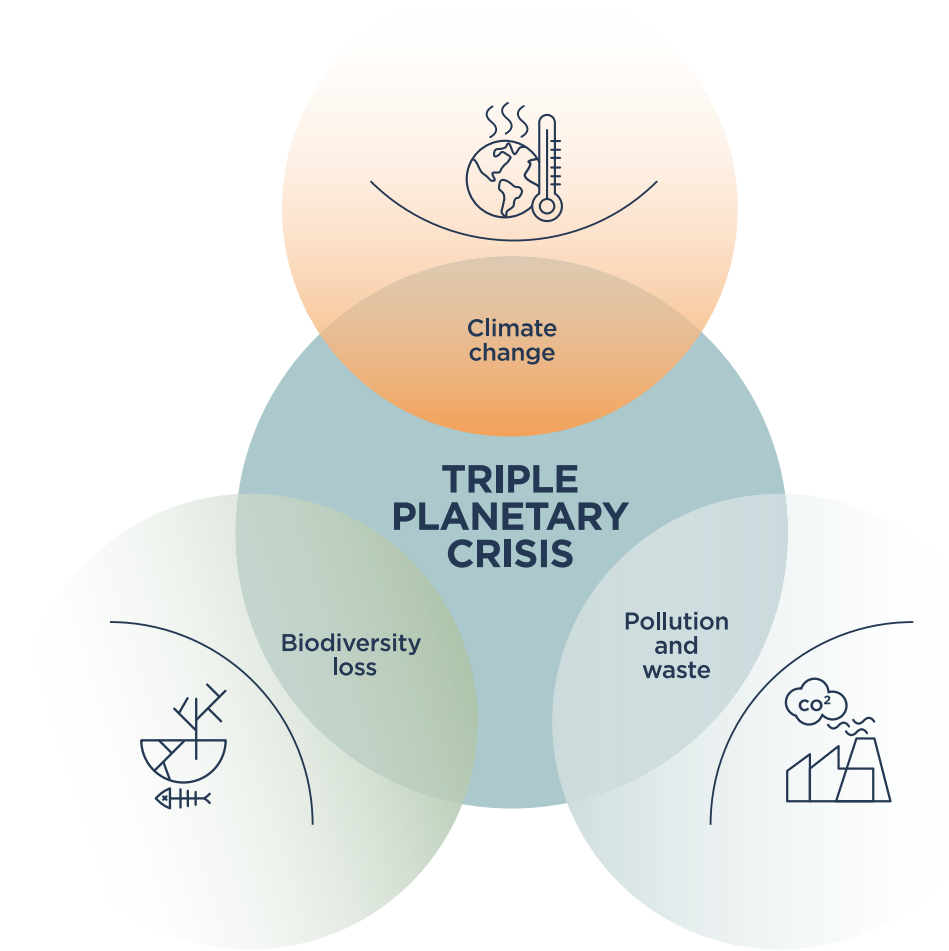 Climate
change
TRIPLE
PLANETARY
CRISIS
Biodiversity
loss
Pollution
and
waste
CO²